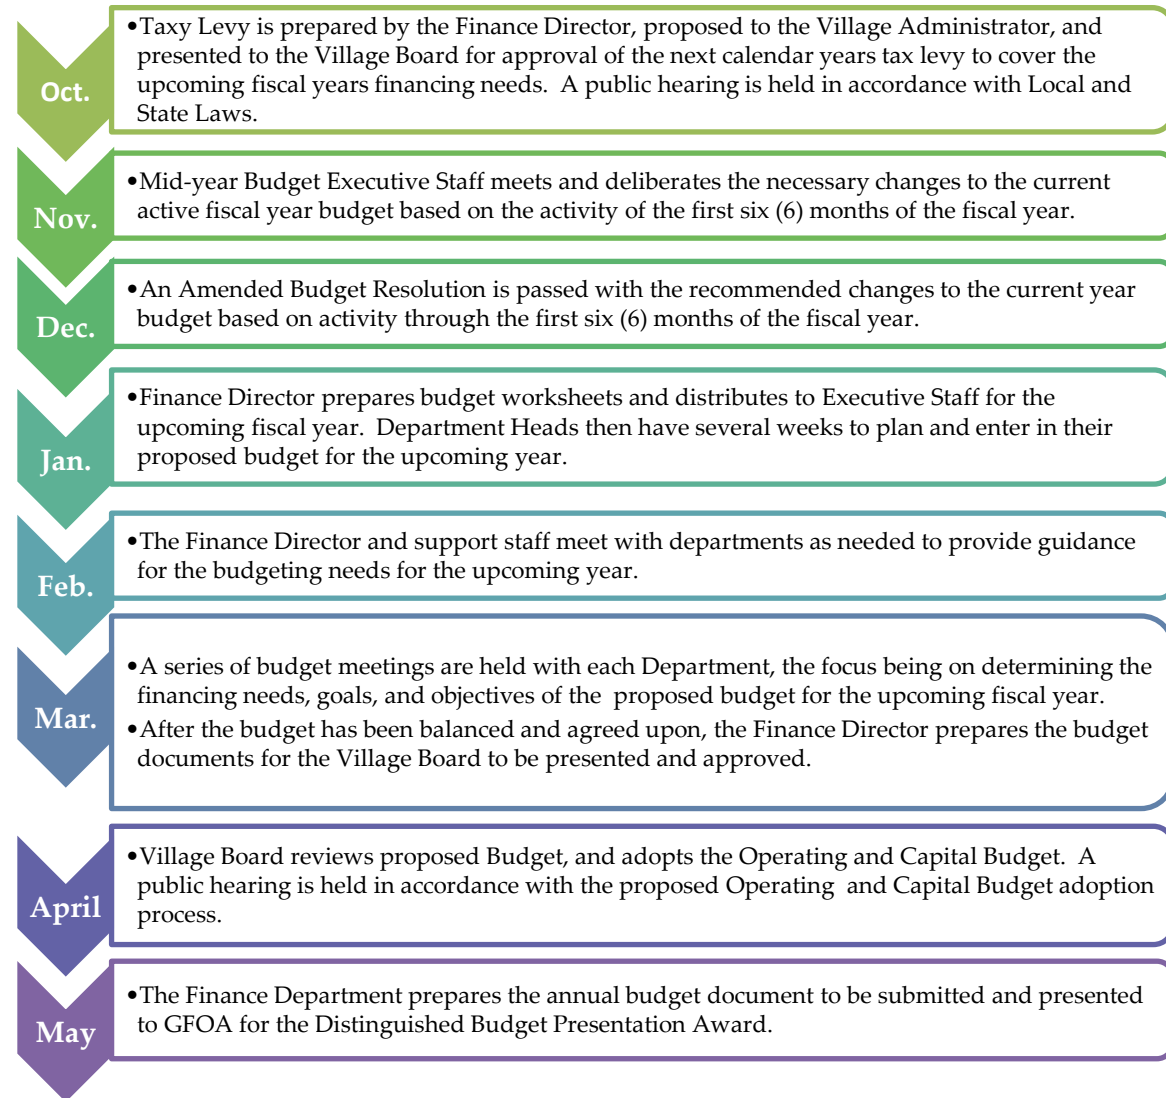 Oct.
•Taxy Levy is prepared by the Finance Director, proposed to the Village Administrator, and
presented to the Village Board for approval of the next calendar years tax levy to cover the
upcoming fiscal years financing needs.  A public hearing is held in accordance with Local and
State Laws.
Nov.
•Mid-year Budget Executive Staff meets and deliberates the necessary changes to the current
active fiscal year budget based on the activity of the first six (6) months of the fiscal year.
Dec.
•An Amended Budget Resolution is passed with the recommended changes to the current year
budget based on activity through the first six (6) months of the fiscal year.
Jan.
•Finance Director prepares budget worksheets and distributes to Executive Staff for the
upcoming fiscal year.  Department Heads then have several weeks to plan and enter in their
proposed budget for the upcoming year.
Feb.
•The Finance Director and support staff meet with departments as needed to provide guidance
for the budgeting needs for the upcoming year.
Mar.
•A series of budget meetings are held with each Department, the focus being on determining the
financing needs, goals, and objectives of the  proposed budget for the upcoming fiscal year.
•After the budget has been balanced and agreed upon, the Finance Director prepares the budget
documents for the Village Board to be presented and approved.
April
•Village Board reviews proposed Budget, and adopts the Operating and Capital Budget.  A
public hearing is held in accordance with the proposed Operating  and Capital Budget adoption
process.
May
•The Finance Department prepares the annual budget document to be submitted and presented
to GFOA for the Distinguished Budget Presentation Award.